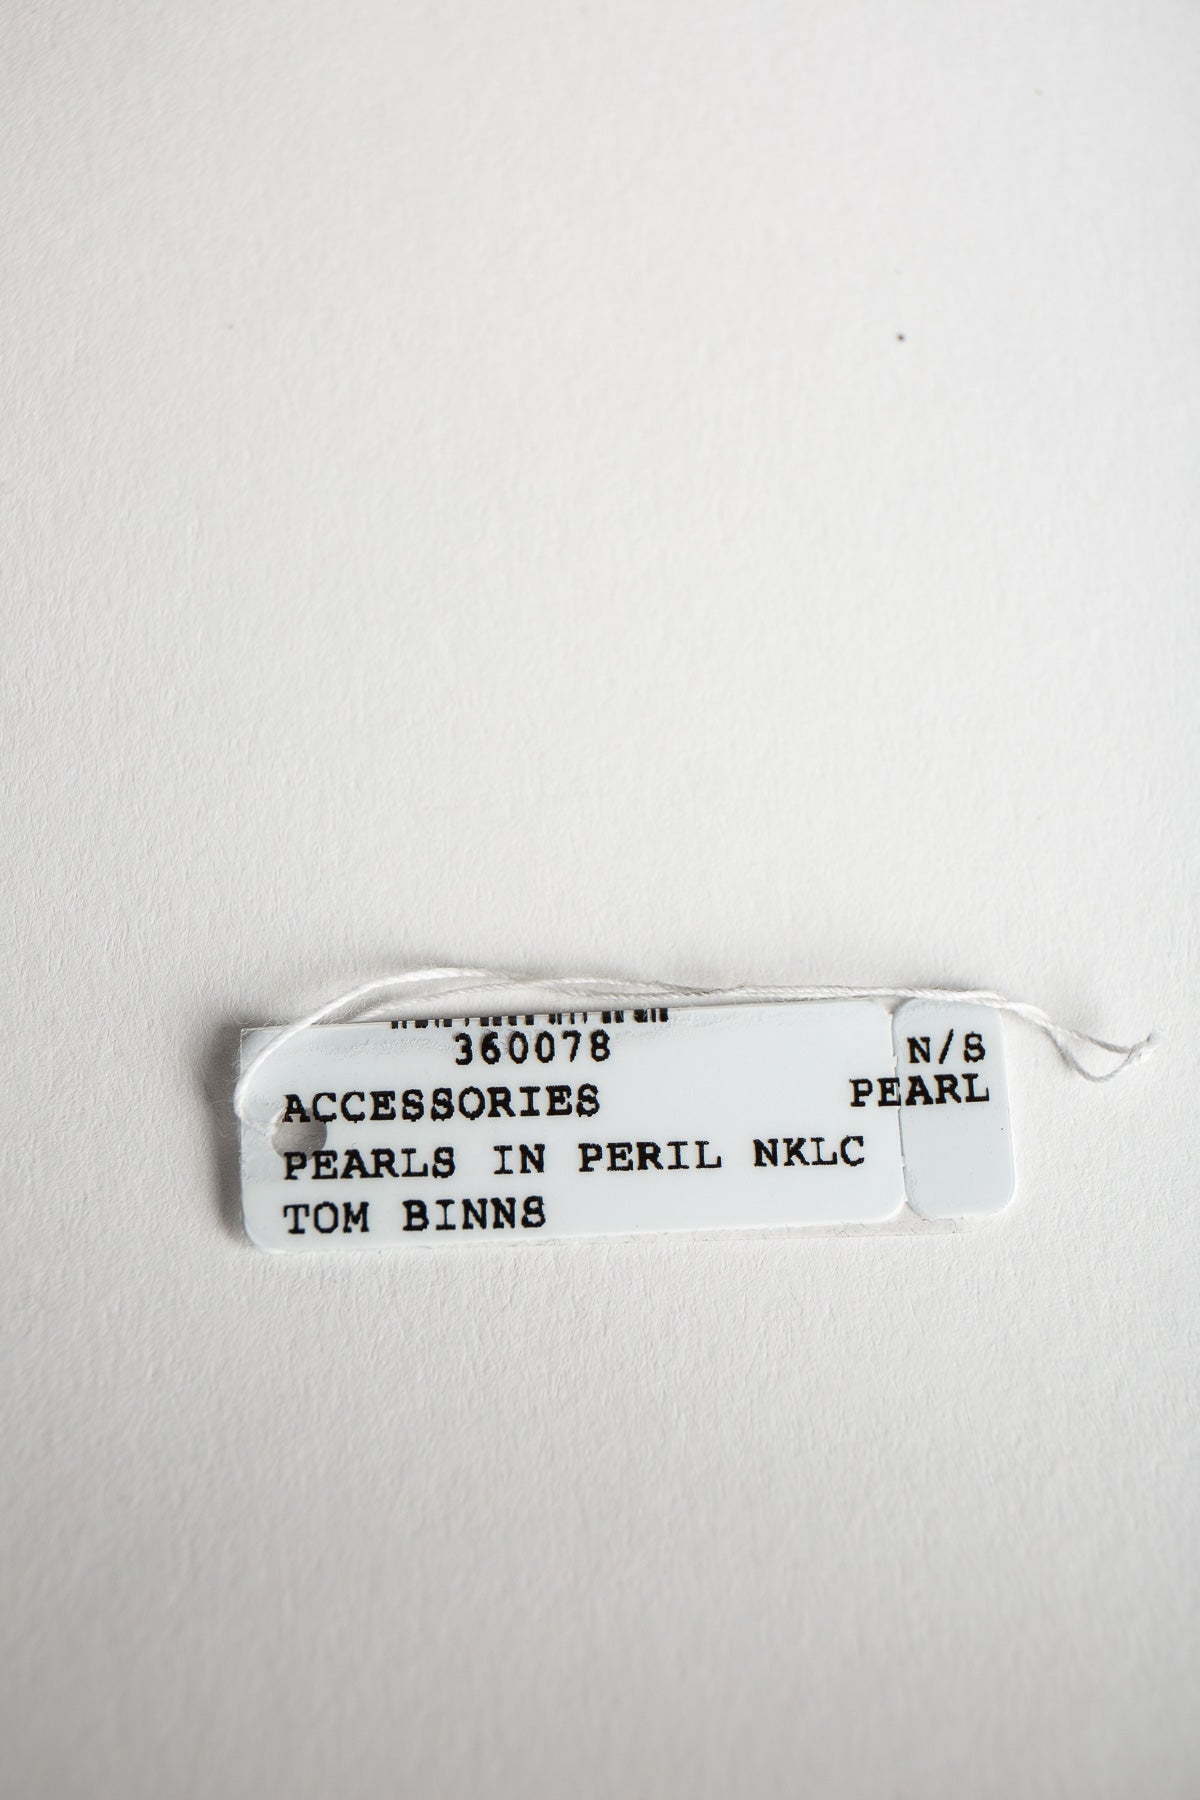 360078 N/S
ACCESSORIES PEARL
PEARLS IN PERIL NKLC
TOM BINNS